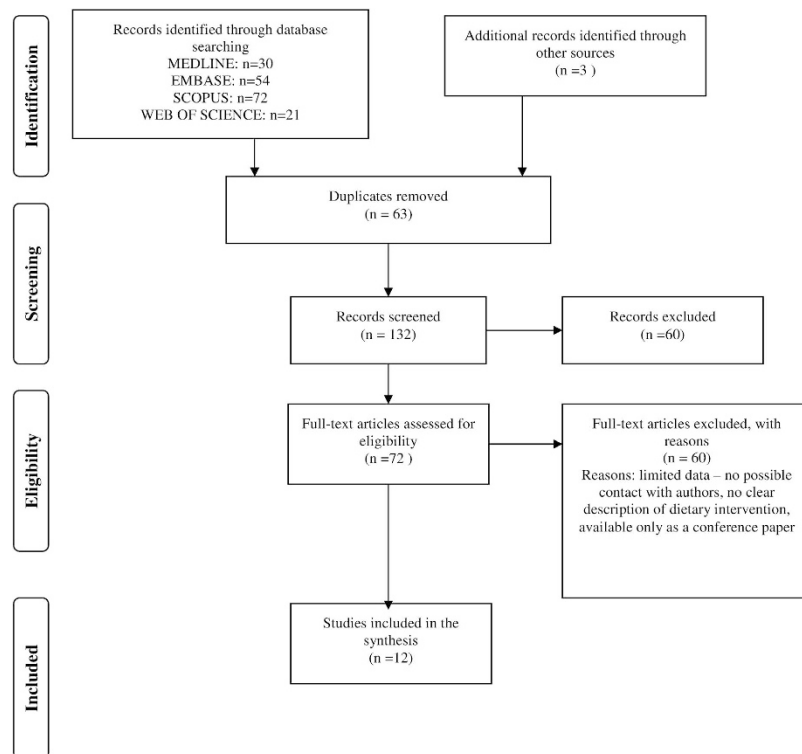 Identification
Records identified through database
searching
MEDLINE: n=30
EMBASE: n=54
SCOPUS: n=72
WEB OF SCIENCE: n=21
Additional records identified through
other sources
(n =3 )
Duplicates removed
(n = 63)
Screening
Records screened
(n = 132)
Records excluded
(n =60)
Eligibility
Full-text articles assessed for
eligibility
(n =72 )
Full-text articles excluded, with
reasons
(n = 60)
Reasons: limited data – no possible
contact with authors, no clear
description of dietary intervention,
available only as a conference paper
Included
Studies included in the
synthesis
(n =12)